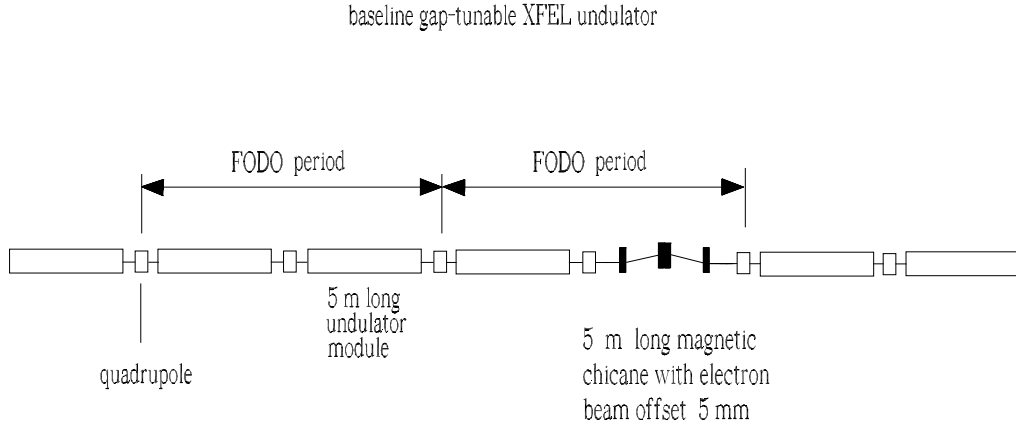 baseline gap-tunable XFEL undulator
FODO period
FODO period
5 m long
undulator
module
quadrupole
5 m long magnetic
chicane with electron
beam offset 5 mm